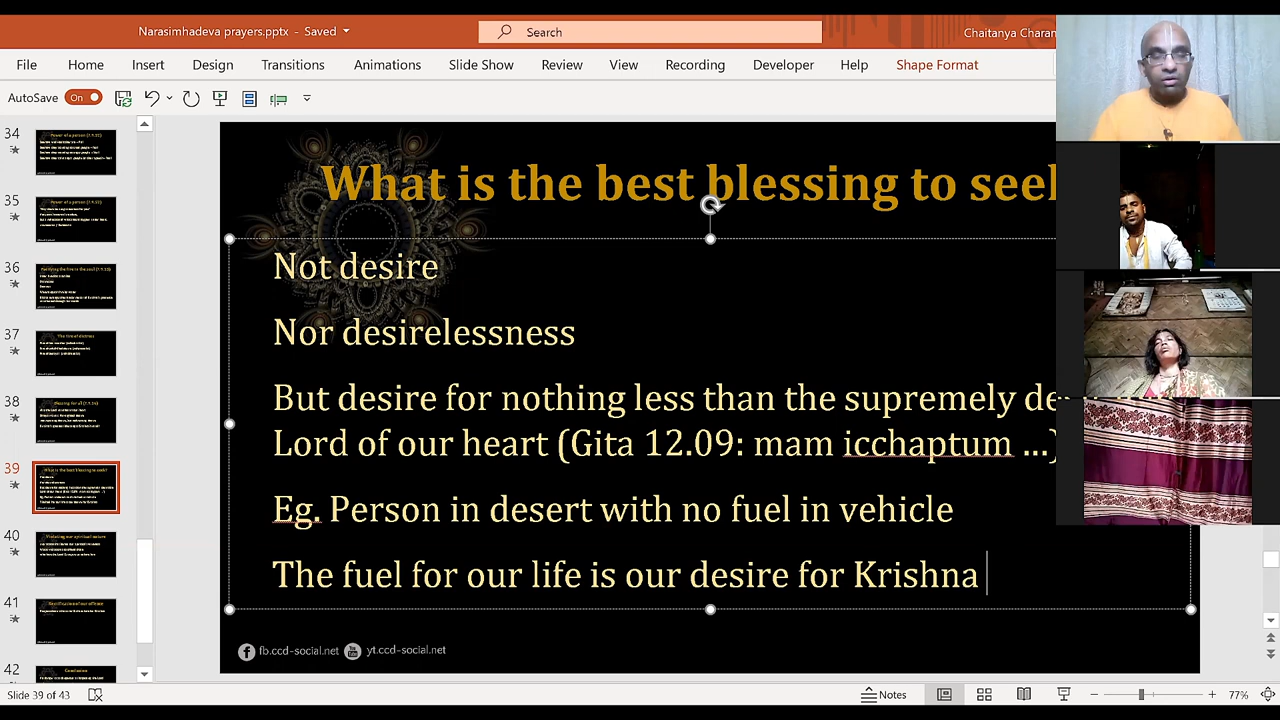 Narasimhadeva prayers.pptx - Saved
Search
Chaitanya Charan
File Home Insert Design Transitions Animations Slide Show Review View Recording Developer Help Shape Format
AutoSave On
34
35
36
37
38
39
40
41
42
What is the best blessing to seek
Not desire
Nor desirelessness
But desire for nothing less than the supremely de
Lord of our heart (Gita 12.09: mam icchaptum ...)
Eg. Person in desert with no fuel in vehicle
The fuel for our life is our desire for Krishna
fb.ccd-social.net yt.ccd-social.net
Slide 39 of 43
Notes
77%